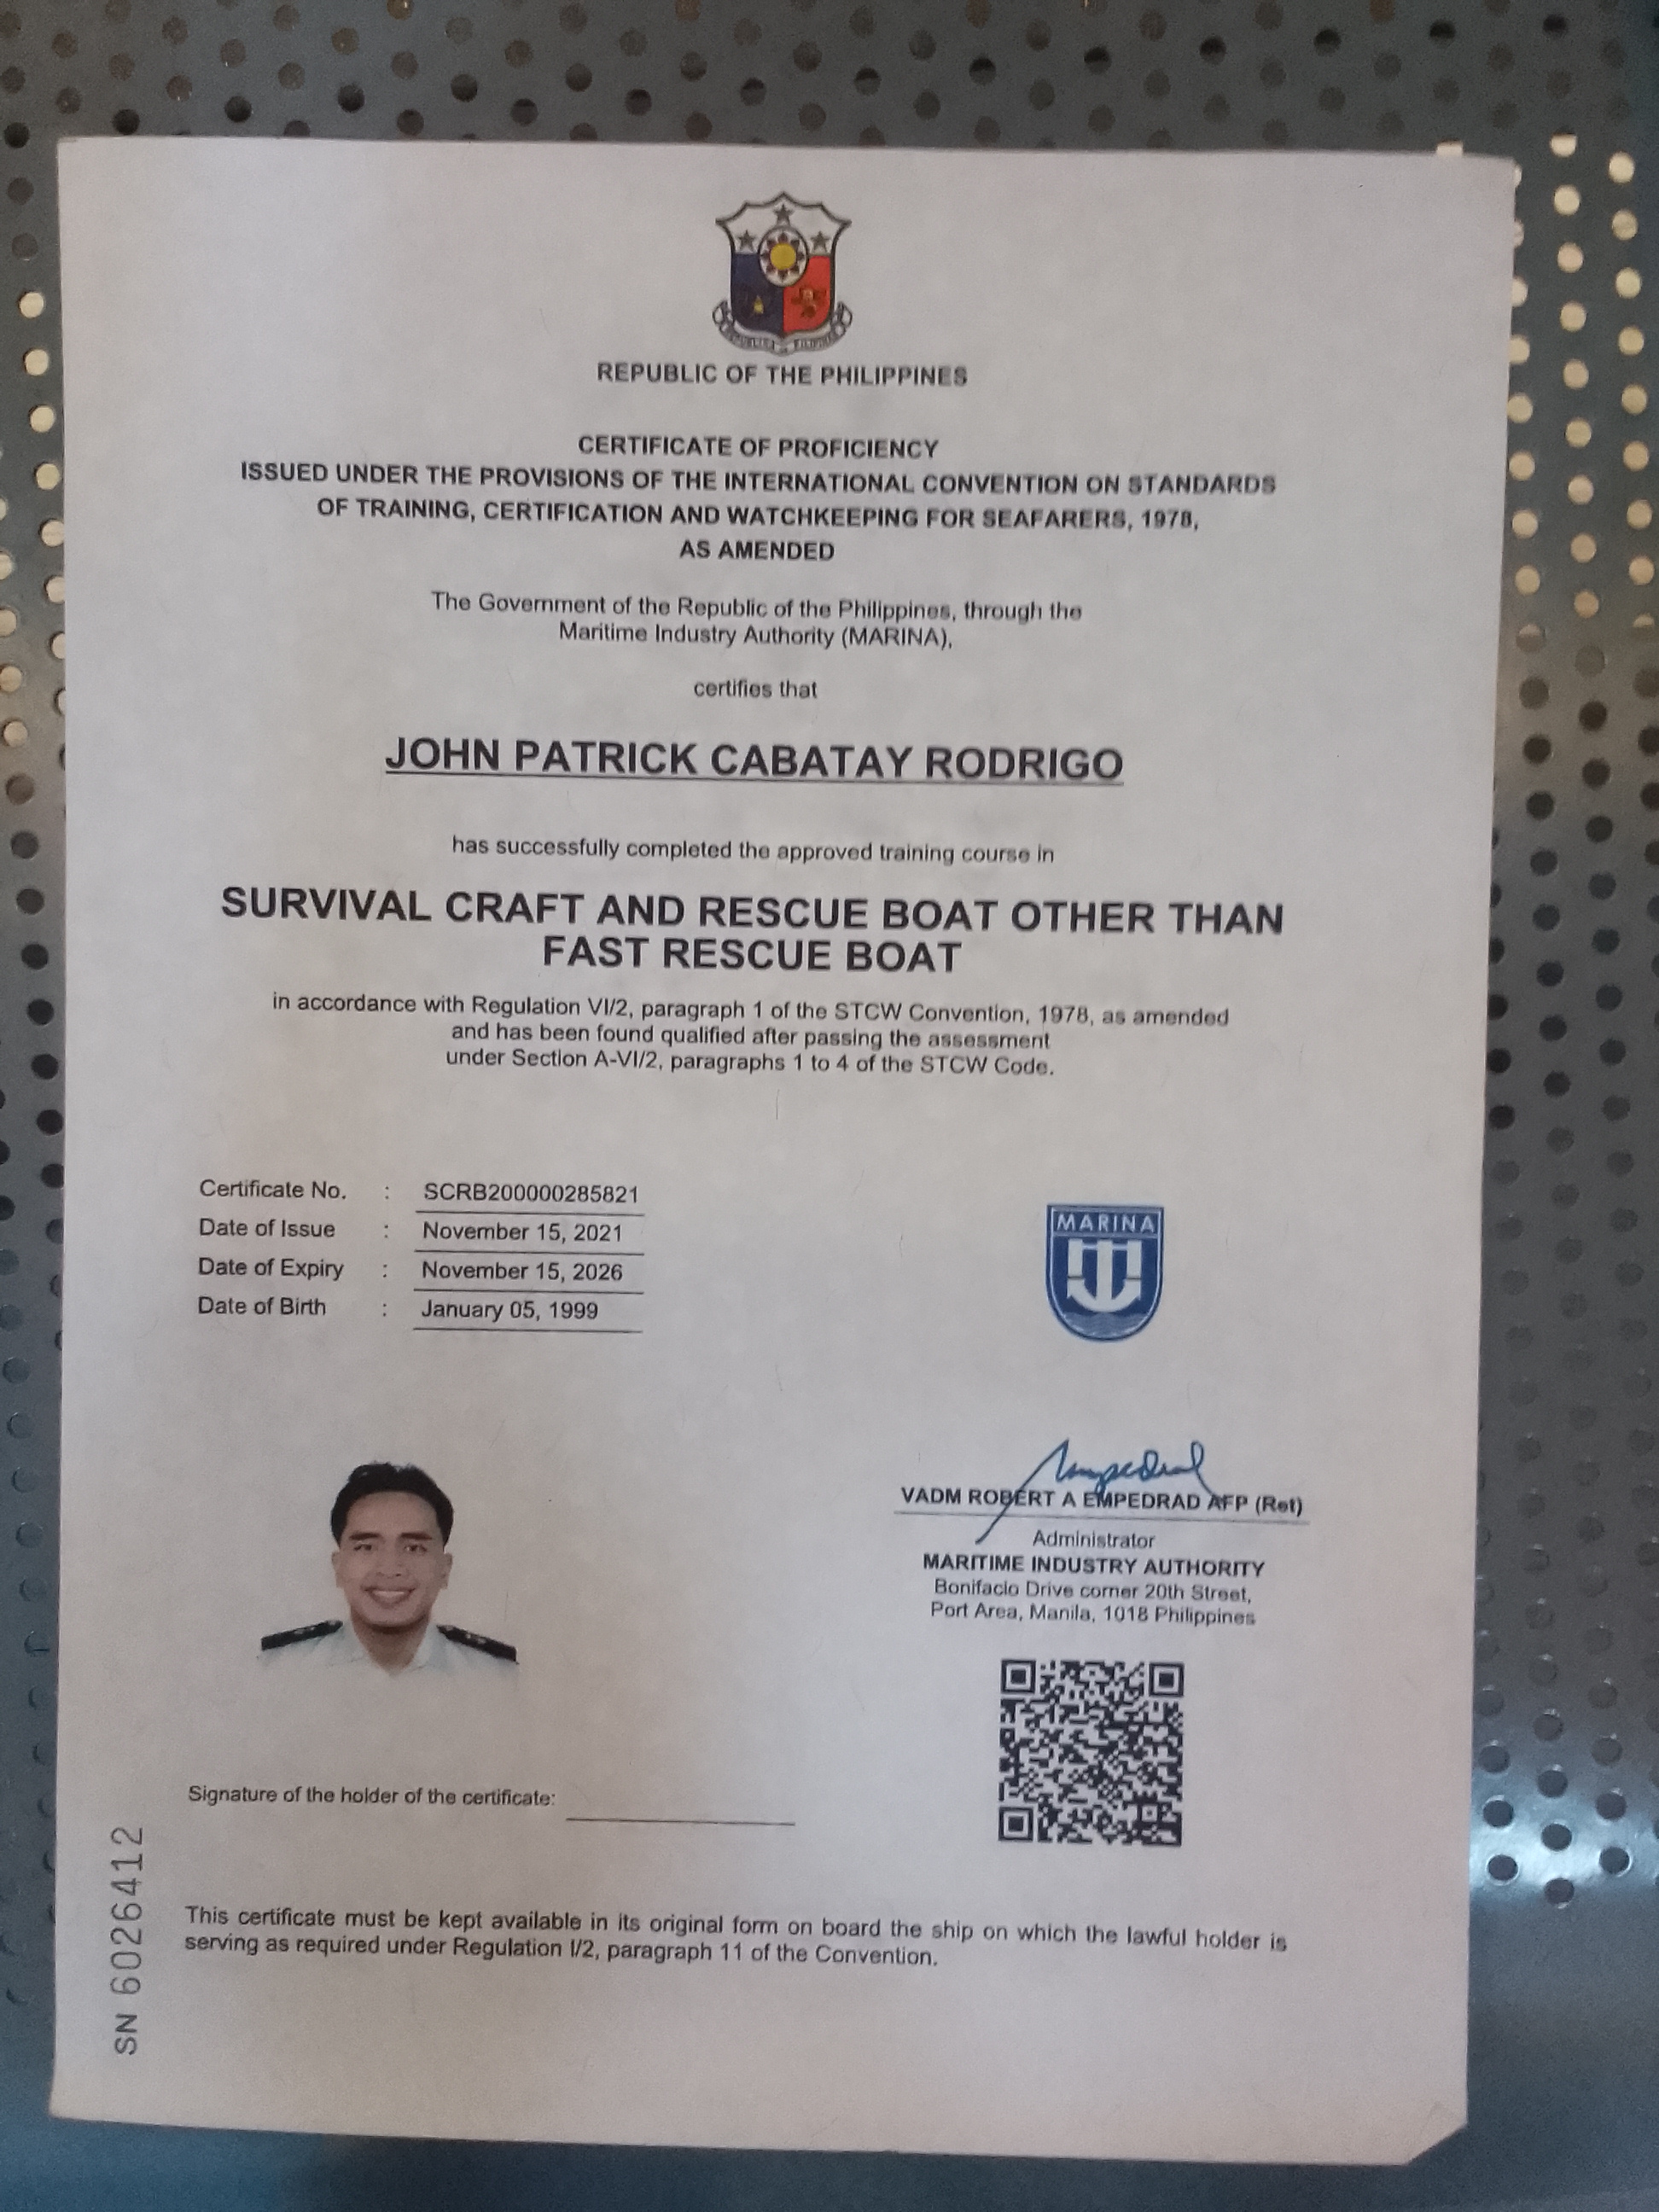 REPUBLIC OF THE PHILIPPINES
CERTIFICATE OF PROFICIENCY
ISSUED UNDER THE PROVISIONS OF THE INTERNATIONAL CONVENTION ON STANDARDS
OF TRAINING, CERTIFICATION AND WATCHKEEPING FOR SEAFARERS, 1978,
AS AMENDED
The Government of the Republic of the Philippines, through the
Maritime Industry Authority (MARINA),
certifies that
JOHN PATRICK CABATAY RODRIGO
has successfully completed the approved training course in
SURVIVAL CRAFT AND RESCUE BOAT OTHER THAN
FAST RESCUE BOAT
in accordance with Regulation VI/2, paragraph 1 of the STCW Convention, 1978, as amended
and has been found qualified after passing the assessment
under Section A-VI/2, paragraphs 1 to 4 of the STCW Code.
Certificate No. : SCRB200000285821
Date of Issue : November 15, 2021
Date of Expiry : November 15, 2026
Date of Birth : January 05, 1999
MARINA
VADM ROBERT A EMPEDRAD AFP (Ret)
Administrator
MARITIME INDUSTRY AUTHORITY
Bonifacio Drive corner 20th Street,
Port Area, Manila, 1018 Philippines
Signature of the holder of the certificate:
SN 6026412
This certificate must be kept available in its original form on board the ship on which the lawful holder is
serving as required under Regulation I/2, paragraph 11 of the Convention.